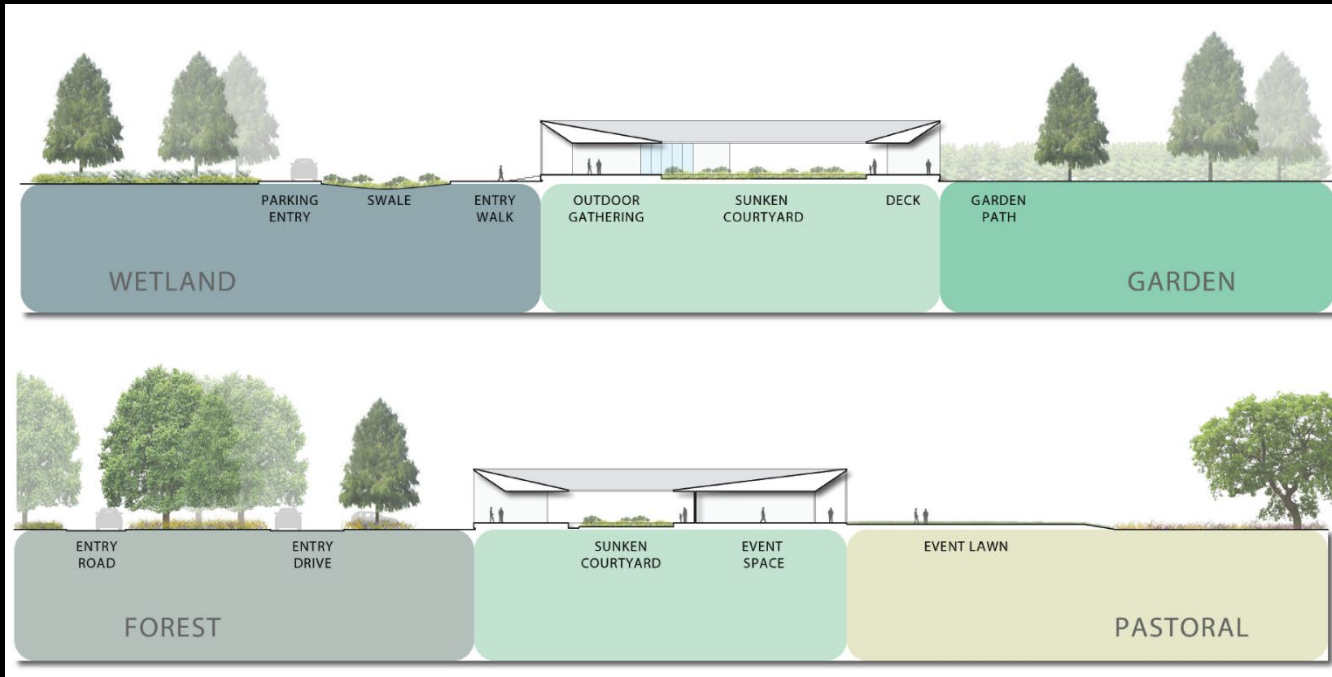 PARKING
ENTRY
SWALE
ENTRY
WALK
OUTDOOR
GATHERING
SUNKEN
COURTYARD
DECK
GARDEN
PATH
WETLAND
GARDEN
ENTRY
ROAD
ENTRY
DRIVE
SUNKEN
COURTYARD
EVENT
SPACE
EVENT LAWN
FOREST
PASTORAL